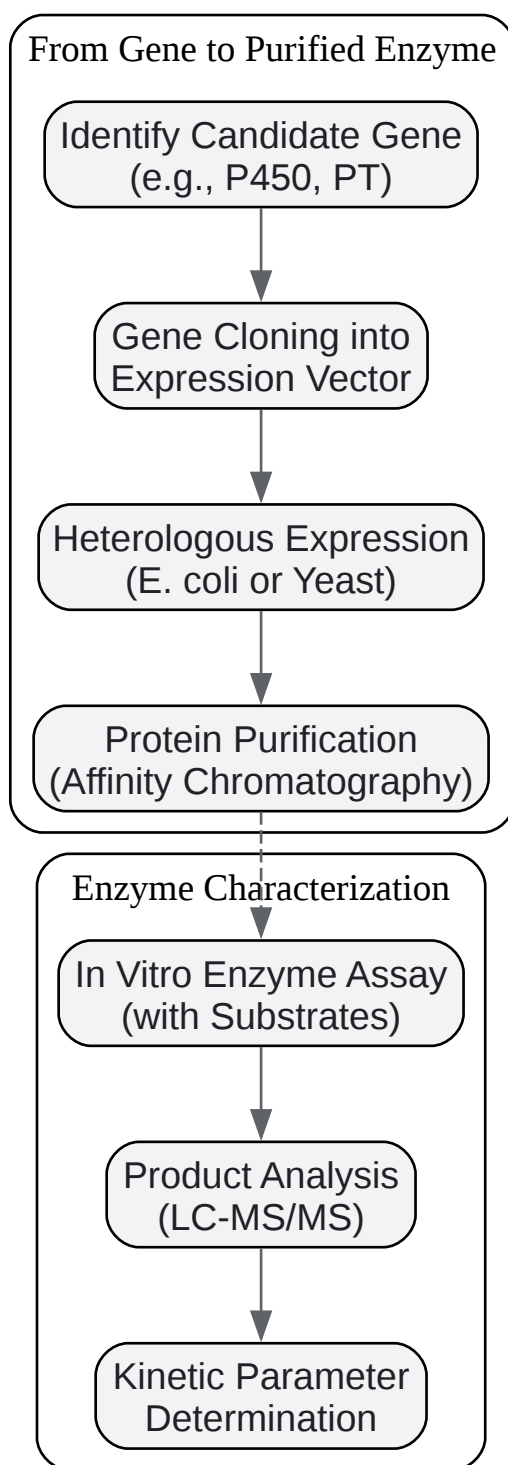 From Gene to Purified Enzyme
Identify Candidate Gene
(e.g., P450, PT)
Gene Cloning into
Expression Vector
Heterologous Expression
(E. coli or Yeast)
Protein Purification
(Affinity Chromatography)
Enzyme Characterization
In Vitro Enzyme Assay
(with Substrates)
Product Analysis
(LC-MS/MS)
Kinetic Parameter
Determination